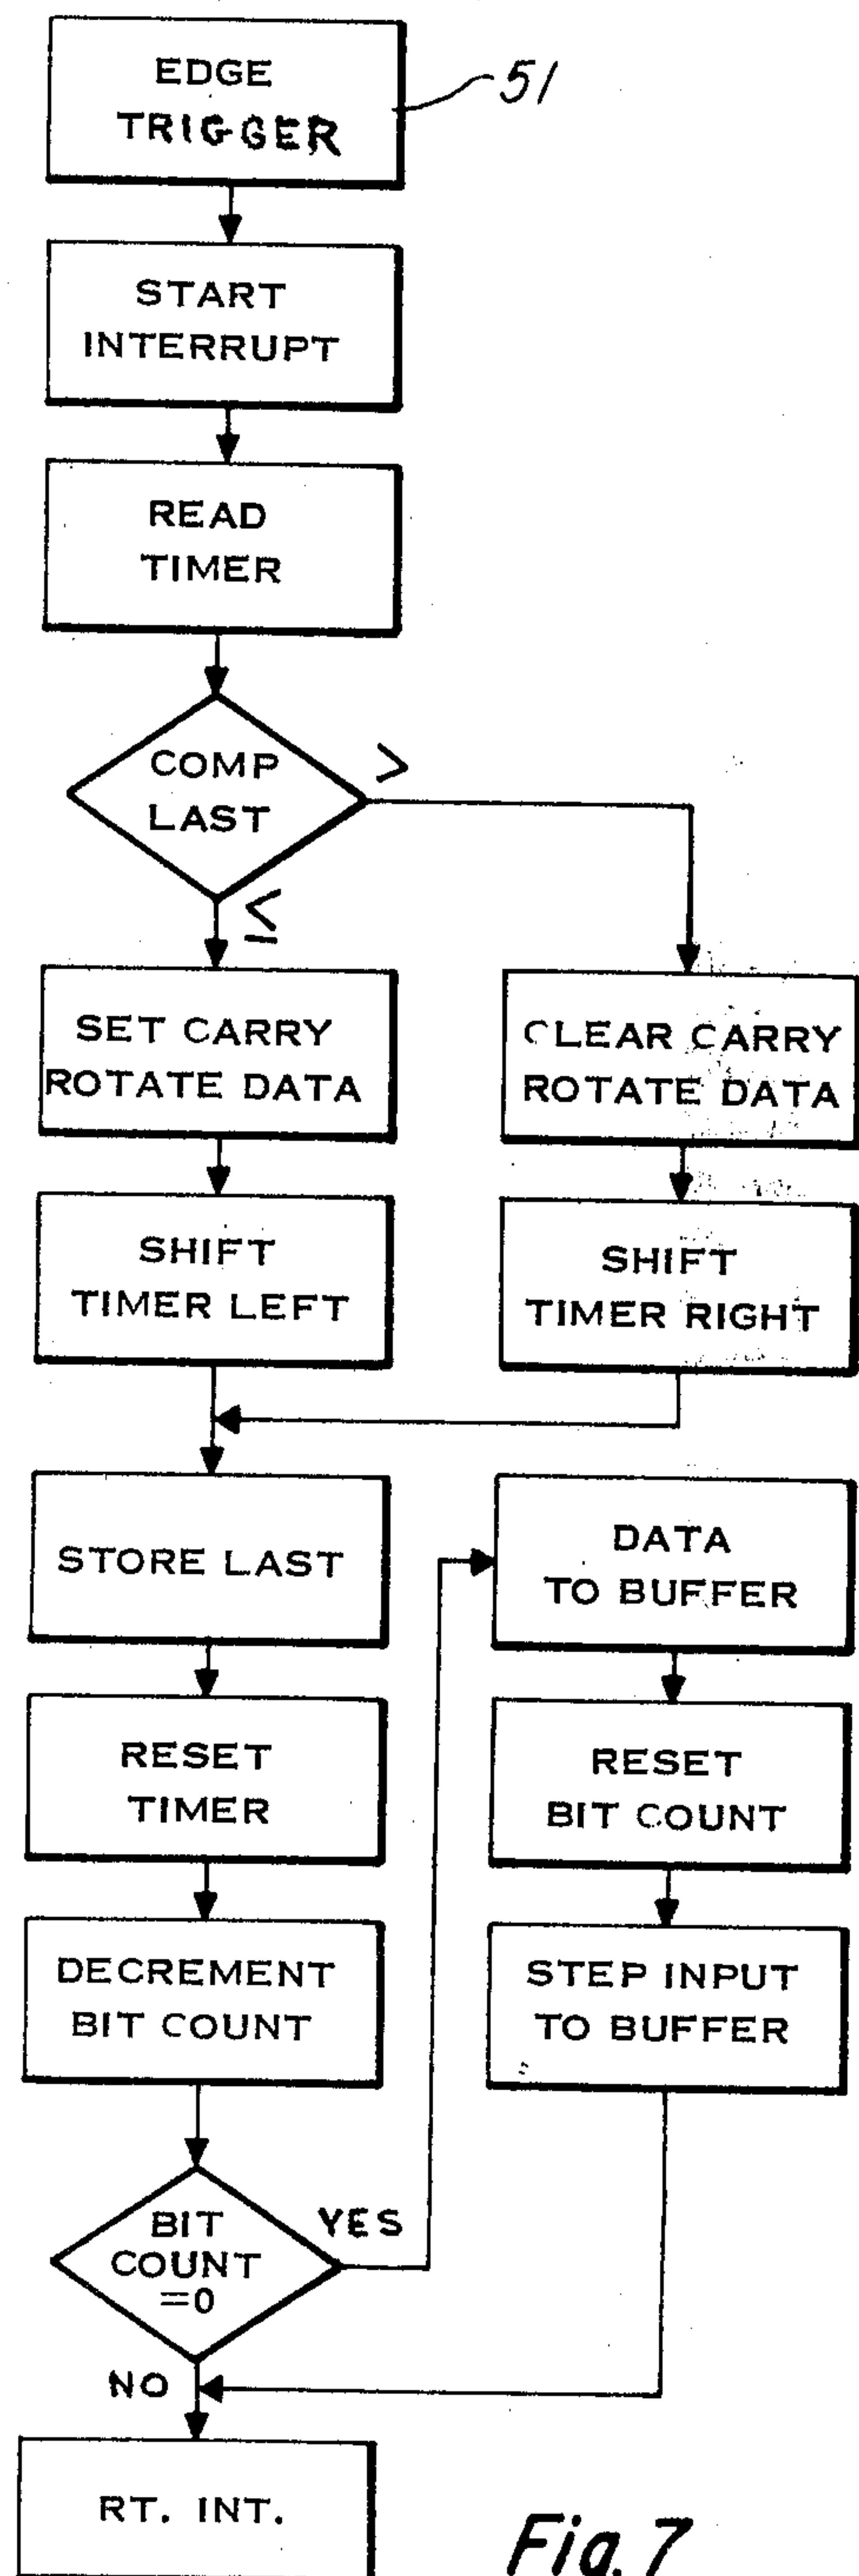 EDGE
TRIGGER
51
START
INTERRUPT
READ
TIMER
COMP
LAST
>
≤
SET CARRY
ROTATE DATA
CLEAR CARRY
ROTATE DATA
SHIFT
TIMER LEFT
SHIFT
TIMER RIGHT
STORE LAST
RESET
TIMER
DECREMENT
BIT COUNT
BIT
COUNT
=0
YES
DATA
TO BUFFER
RESET
BIT COUNT
STEP INPUT
TO BUFFER
NO
RT. INT.
Fig. 7